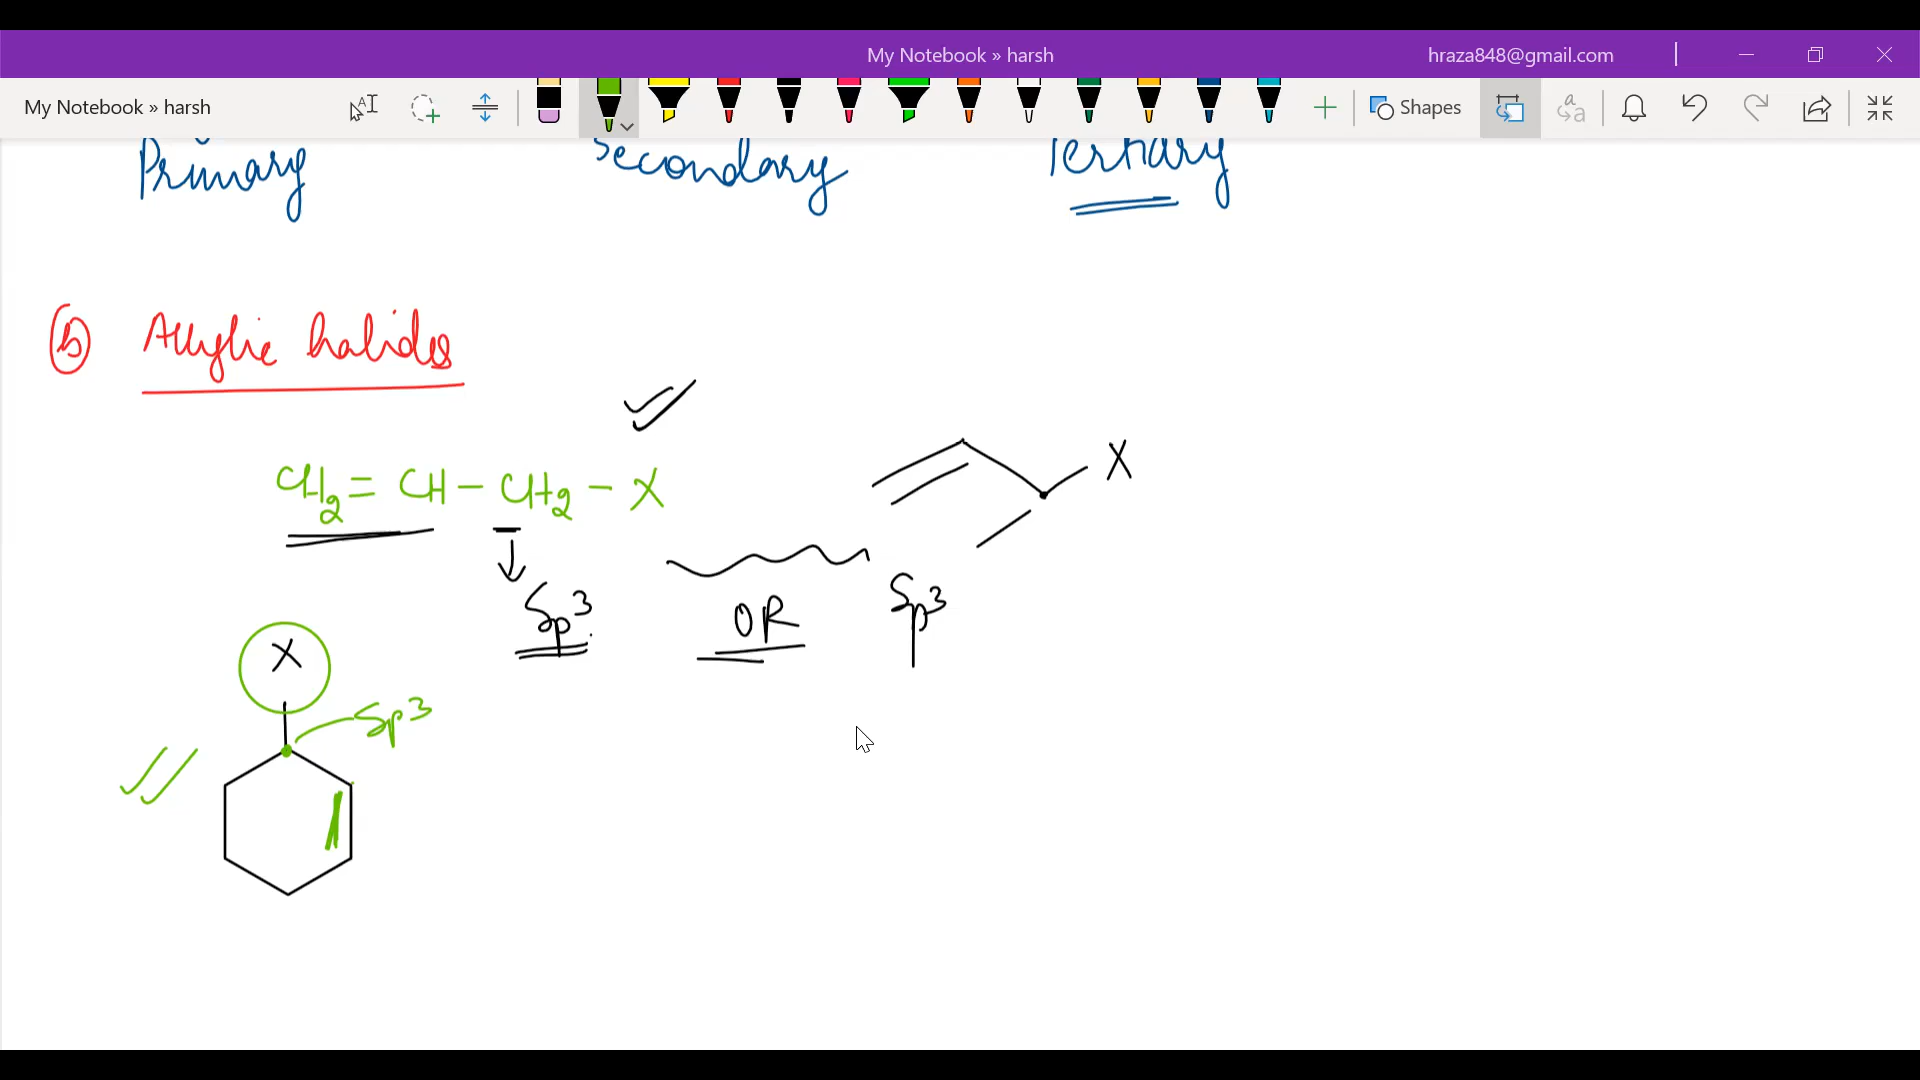 My Notebook » harsh
hraza848@gmail.com
My Notebook » harsh
Shapes
Primary Secondary Tertiary
(b) Allylic halides
CH2 = CH - CH2 - X
X
Sp3
OR
Sp3
X
Sp3